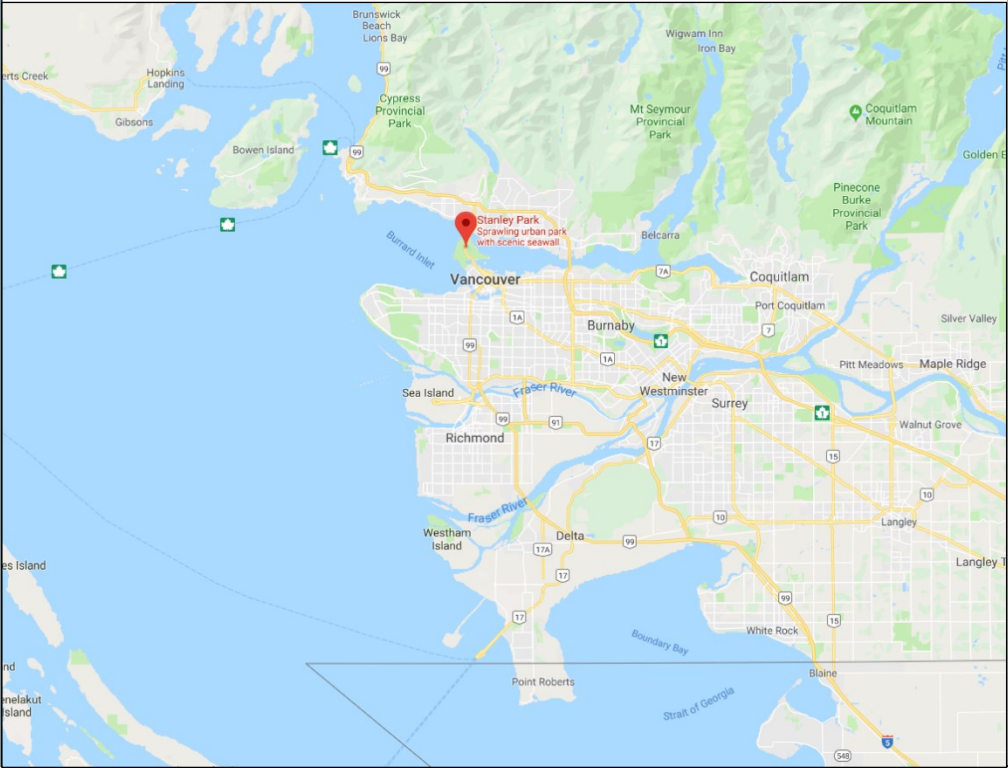 Brunswick
Beach
Lions Bay
Wigwam Inn
Iron Bay
erts Creek
Hopkins
Landing
99
Gibsons
Cypress
Provincial
Park
Mt Seymour
Provincial
Park
Coquitlam
Mountain
Bowen Island
99
Golden E
Pinecone
Burke
Provincial
Park
Stanley Park
Sprawling urban park
with scenic seawall
Burrard Inlet
Belcarra
Vancouver
7A
Coquitlam
Port Coquitlam
1A
Burnaby
7
Silver Valley
99
1
1A
Pitt Meadows
Maple Ridge
Sea Island
Fraser River
New
Westminster
Surrey
1
99
91
Walnut Grove
Richmond
17
15
10
Fraser River
10
Langley
Westham
Island
Delta
17A
99
es Island
Langley T
17
99
17
15
White Rock
Boundary Bay
nd
Blaine
Point Roberts
enelakut
Island
Strait of Georgia
5
548